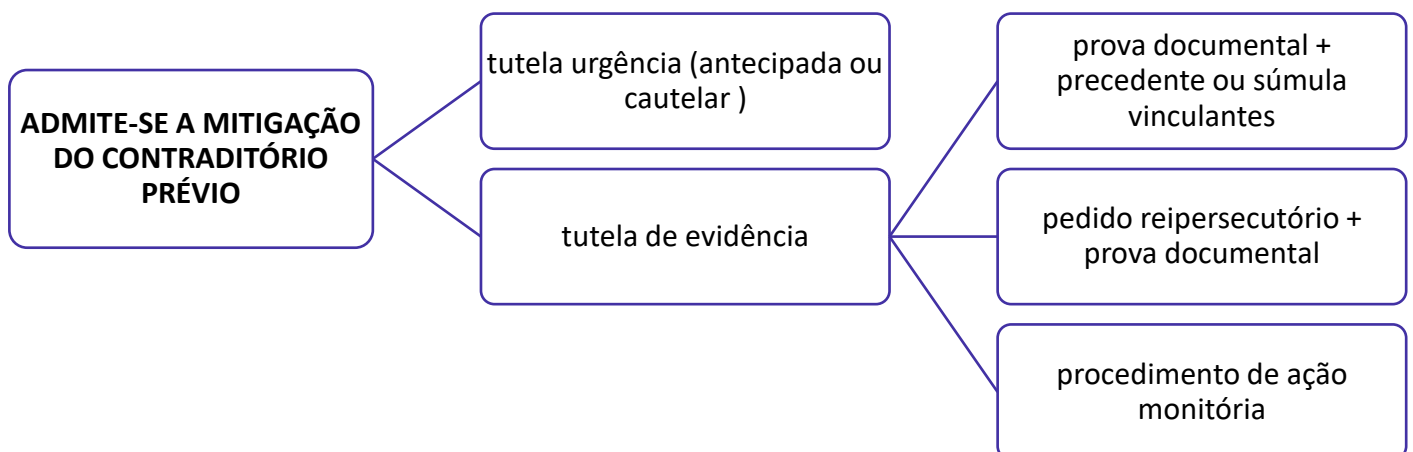 ADMITE-SE A MITIGAÇÃO
DO CONTRADITÓRIO
PRÉVIO
tutela urgência (antecipada ou
cautelar )
tutela de evidência
prova documental +
precedente ou súmula
vinculantes
pedido reipersecutório +
prova documental
procedimento de ação
monitória